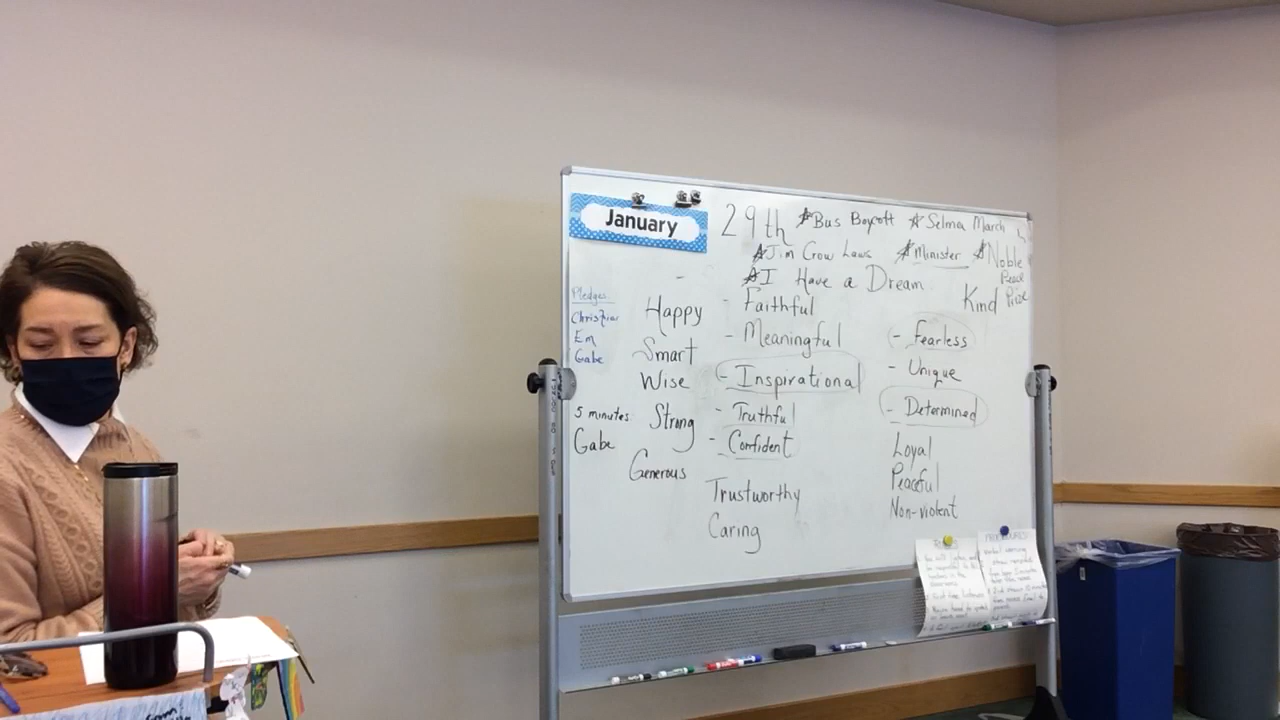 January
29th ☆Bus Boycott ☆Selma March
☆Jim Crow Laws ☆Minister ☆Noble
Peace
Prize
☆I Have a Dream
Kind
Pledges:
Em
Gabe
5 minutes:
Gabe
Happy
Smart
Wise
Strong
Generous
- Faithful
- Meaningful
- Inspirational
- Truthful
- Confident
Trustworthy
Caring
- Fearless
- Unique
- Determined
Loyal
Peaceful
Non-violent
PROCEDURES: